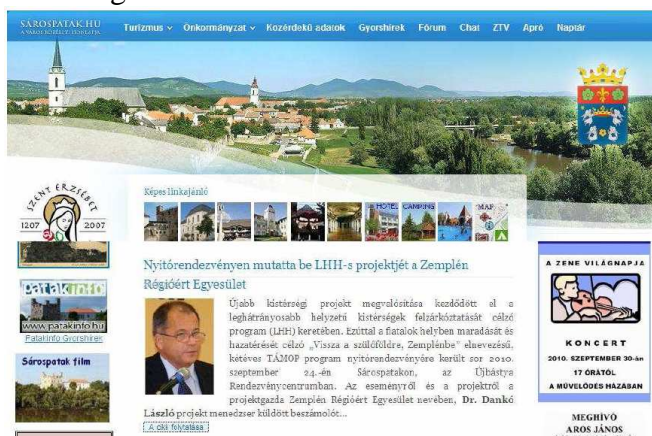 SÁROSPATAK.HU
Turizmus Önkormányzat Közérdekű adatok Gyorshírek Fórum Chat ZTV Apró Naptár
SZENT ERZSÉBET
1207 2007
Képes linkajánló
HOTEL CAMPING MAP
Nyitórendezvényen mutatta be LHH-s projektjét a Zemplén
Régióért Egyesület
Újabb kistérségi projekt megvalósítása kezdődött el a
leghátrányosabb helyzetű kistérségek felzárkóztatását célzó
program (LHH) keretében. Ezúttal a fiatalok helyben maradását és
hazatérését célzó „Vissza a szülőföldre, Zemplénbe” elnevezésű,
kétéves TÁMOP program nyitórendezvényére került sor 2010.
szeptember 24.-én Sárospatakon, az Újbástya
Rendezvénycentrumban. Az eseményről és a projektről a
projektgazda Zemplén Régióért Egyesület nevében, Dr. Dankó
László projekt menedzser küldött beszámolót...
A cikk folytatása
patakinfo
www.patakinfo.hu
Patakinfo Gyorshírek
Sárospatak film
A ZENE VILÁGNAPJA
KONCERT
2010. SZEPTEMBER 30-án
17 ÓRÁTÓL
A MŰVELŐDÉS HÁZÁBAN
MEGHÍVÓ
AROS JÁNOS